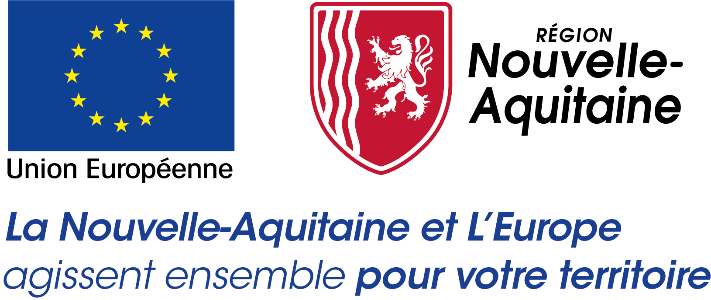 Union Européenne
RÉGION
Nouvelle-
Aquitaine
La Nouvelle-Aquitaine et L'Europe
agissent ensemble pour votre territoire